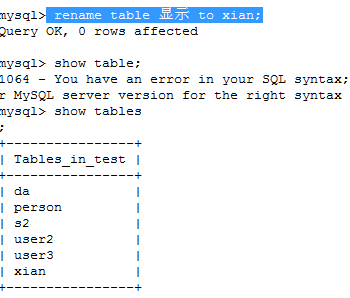 mysql> rename table 显示 to xian;
Query OK, 0 rows affected
mysql> show table;
1064 - You have an error in your SQL syntax;
r MySQL server version for the right syntax
mysql> show tables
;
+----------------+
| Tables_in_test |
+----------------+
| da             |
| person         |
| s2             |
| user2          |
| user3          |
| xian           |
+----------------+